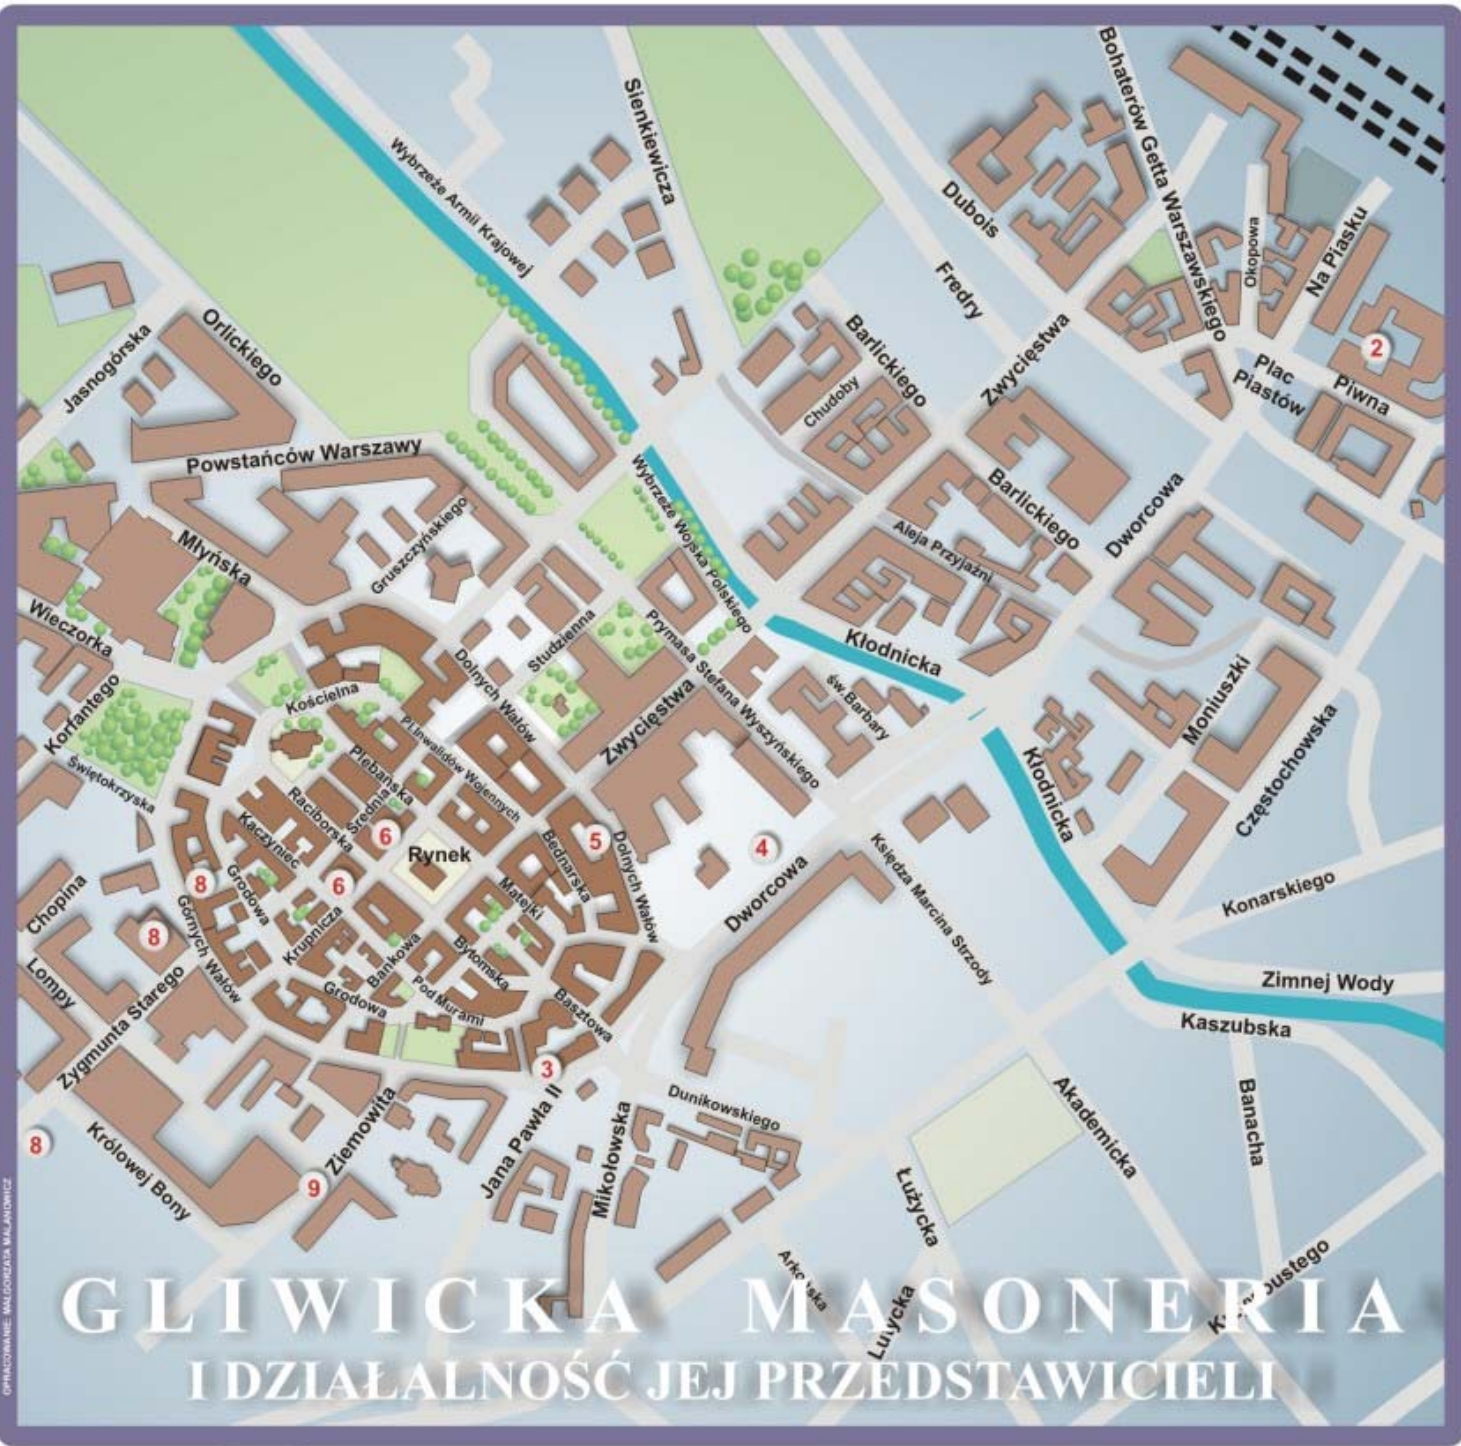 Bohaterów Getta Warszawskiego
Sienkiewicza
Wybrzeże Armii Krajowej
Dubois
Okopowa
Na Piasku
Fredry
2
Orlickiego
Jasnogórska
Barlickiego
Zwycięstwa
Plac
Piastów
Piwna
Chudoby
Powstańców Warszawy
Wybrzeże Wojska Polskiego
Barlickiego
Dworcowa
Gruszczyńskiego
Aleja Przyjaźni
Młyńska
Wieczorka
Studzienna
Prymasa Stefana Wyszyńskiego
Kłodnicka
Dolnych Wałów
Kościelna
Korfantego
Zwycięstwa
św. Barbary
Moniuszki
Pl Inwalidów Wojennych
Plebańska
Świętokrzyska
Częstochowska
Kłodnicka
Raciborska
Średnia
Kaczyniec
6
Rynek
5
4
Bednarska
Dolnych Wałów
Księdza Marcina Strzody
8
Grodowa
6
Matejki
Dworcowa
Konarskiego
Chopina
8
Górnych Wałów
Krupnicza
Bankowa
Bytomska
Lompy
Zygmunta Starego
Grodowa
Pod Murami
Basztowa
Zimnej Wody
Kaszubska
3
Dunikowskiego
Akademicka
Banacha
8
Królowej Bony
Ziemowita
9
Jana Pawła II
Mikołowska
Łużycka
Arkońska
Lutycka
GLIWICKA MASONERIA
I DZIAŁALNOŚĆ JEJ PRZEDSTAWICIELI
OPRACOWANIE: MAŁGORZATA MALANOWICZ